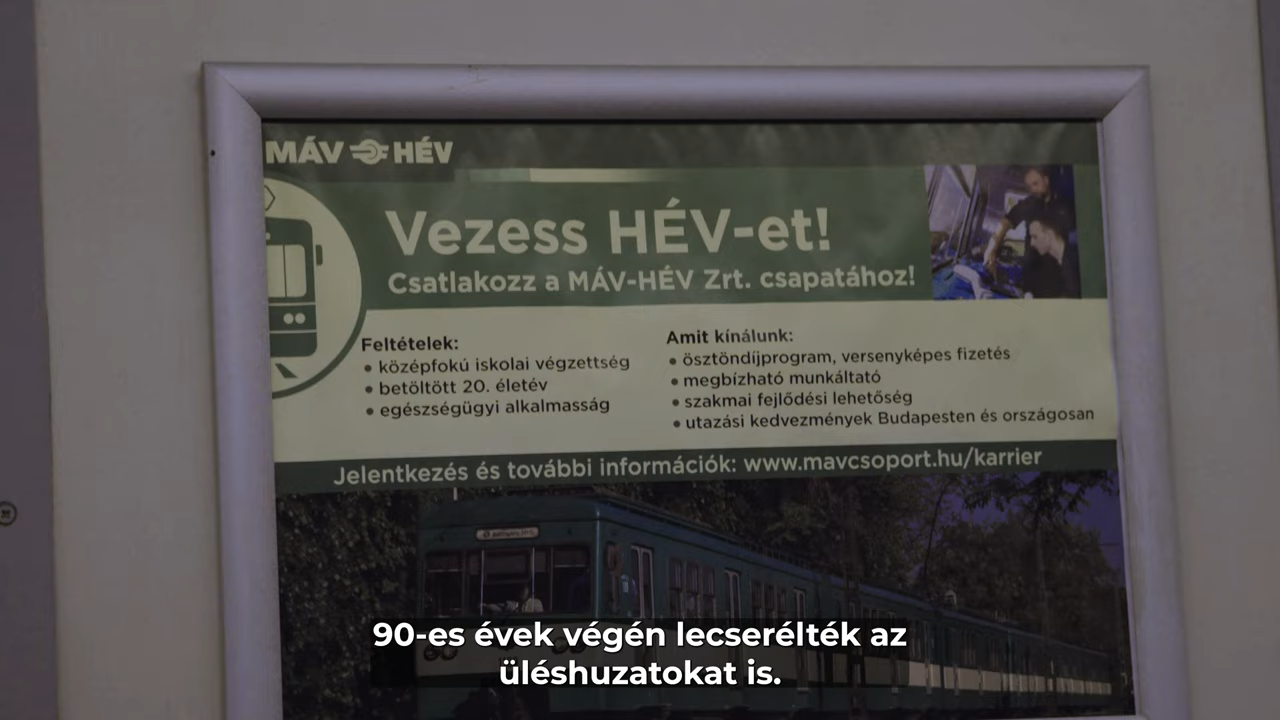 MÁV HÉV
Vezess HÉV-et!
Csatlakozz a MÁV-HÉV Zrt. csapatához!
Feltételek:
• középfokú iskolai végzettség
• betöltött 20. életév
• egészségügyi alkalmasság
Amit kínálunk:
• ösztöndíjprogram, versenyképes fizetés
• megbízható munkáltató
• szakmai fejlődési lehetőség
• utazási kedvezmények Budapesten és országosan
Jelentkezés és további információk: www.mavcsoport.hu/karrier
90-es évek végén lecserélték az
üléshuzatokat is.